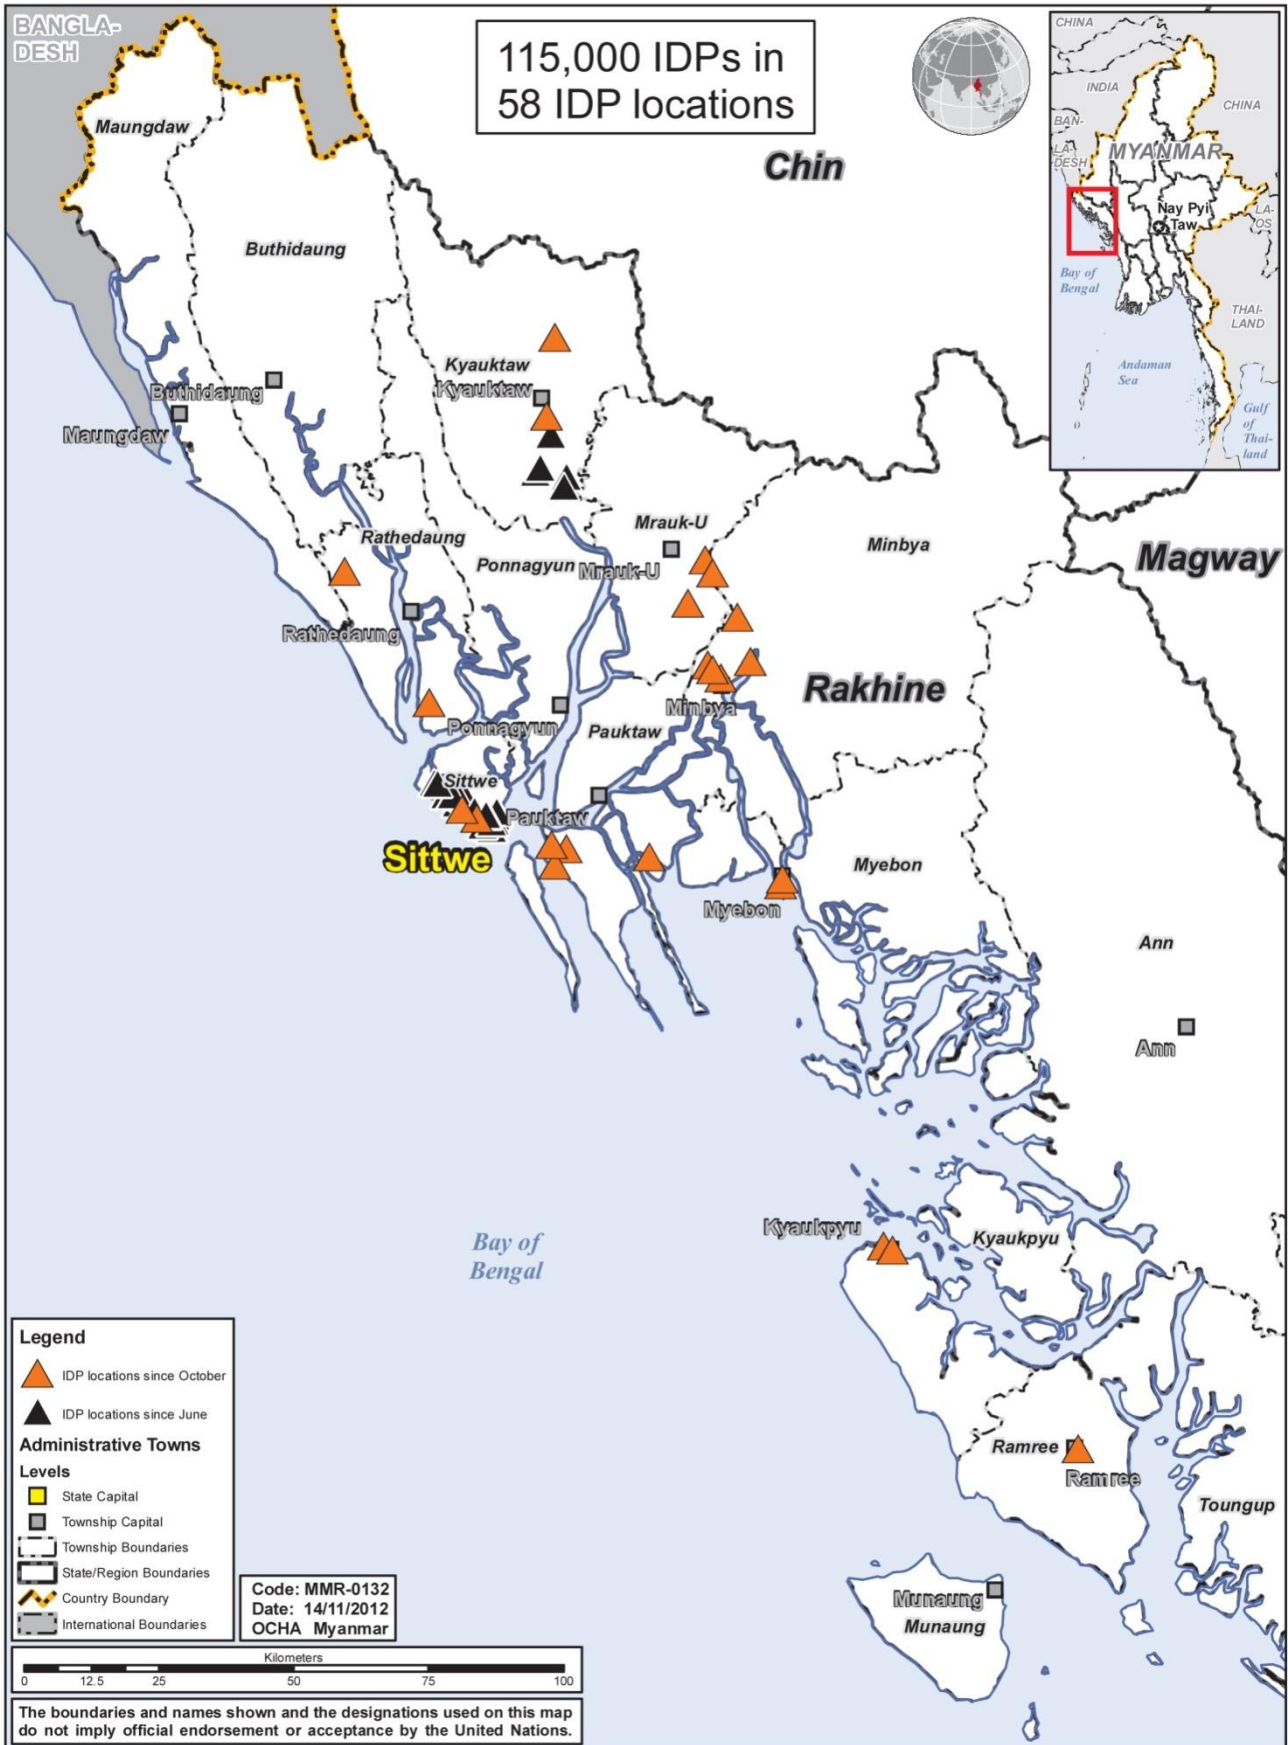 BANGLA-
DESH
115,000 IDPs in
58 IDP locations
CHINA
INDIA
CHINA
BAN-
LA-
DESH
MYANMAR
Nay Pyi
Taw
LA-
OS
Bay of
Bengal
THAI-
LAND
Andaman
Sea
Gulf
of
Thai-
land
Maungdaw
Chin
Buthidaung
Kyauktaw
Kyauktaw
Buthidaung
Maungdaw
Mrauk-U
Rathedaung
Minbya
Magway
Ponnagyun
Mrauk-U
Rathedaung
Rakhine
Minbya
Ponnagyun
Pauktaw
Sittwe
Pauktaw
Sittwe
Myebon
Myebon
Ann
Ann
Kyaukpyu
Kyaukpyu
Bay of
Bengal
Ramree
Ramree
Toungup
Munaung
Munaung
Legend
IDP locations since October
IDP locations since June
Administrative Towns
Levels
State Capital
Township Capital
Township Boundaries
State/Region Boundaries
Country Boundary
International Boundaries
Code: MMR-0132
Date: 14/11/2012
OCHA Myanmar
Kilometers
0 12.5 25 50 75 100
The boundaries and names shown and the designations used on this map
do not imply official endorsement or acceptance by the United Nations.